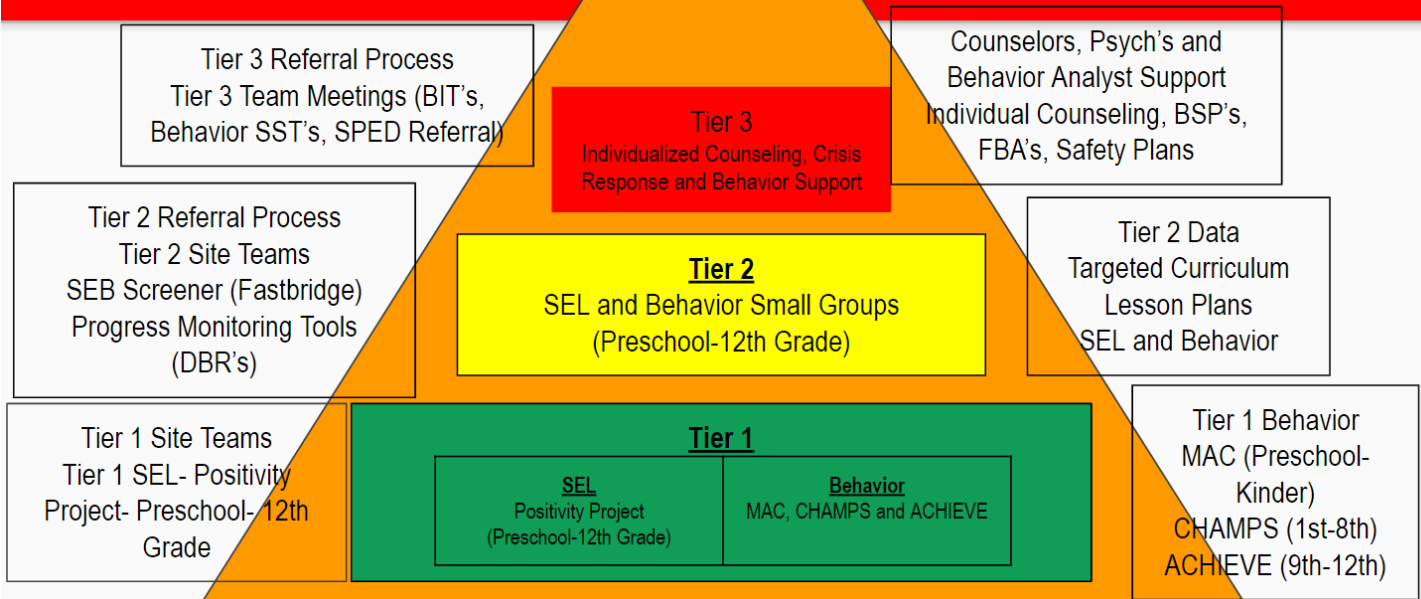 Tier 3 Referral Process
Tier 3 Team Meetings (BIT's,
Behavior SST's, SPED Referral)
Tier 3
Individualized Counseling, Crisis
Response and Behavior Support
Counselors, Psych's and
Behavior Analyst Support
Individual Counseling, BSP's,
FBA's, Safety Plans
Tier 2 Referral Process
Tier 2 Site Teams
SEB Screener (Fastbridge)
Progress Monitoring Tools
(DBR's)
Tier 2
SEL and Behavior Small Groups
(Preschool-12th Grade)
Tier 2 Data
Targeted Curriculum
Lesson Plans
SEL and Behavior
Tier 1 Site Teams
Tier 1 SEL- Positivity
Project- Preschool- 12th
Grade
Tier 1
SEL
Positivity Project
(Preschool-12th Grade)
Behavior
MAC, CHAMPS and ACHIEVE
Tier 1 Behavior
MAC (Preschool-
Kinder)
CHAMPS (1st-8th)
ACHIEVE (9th-12th)